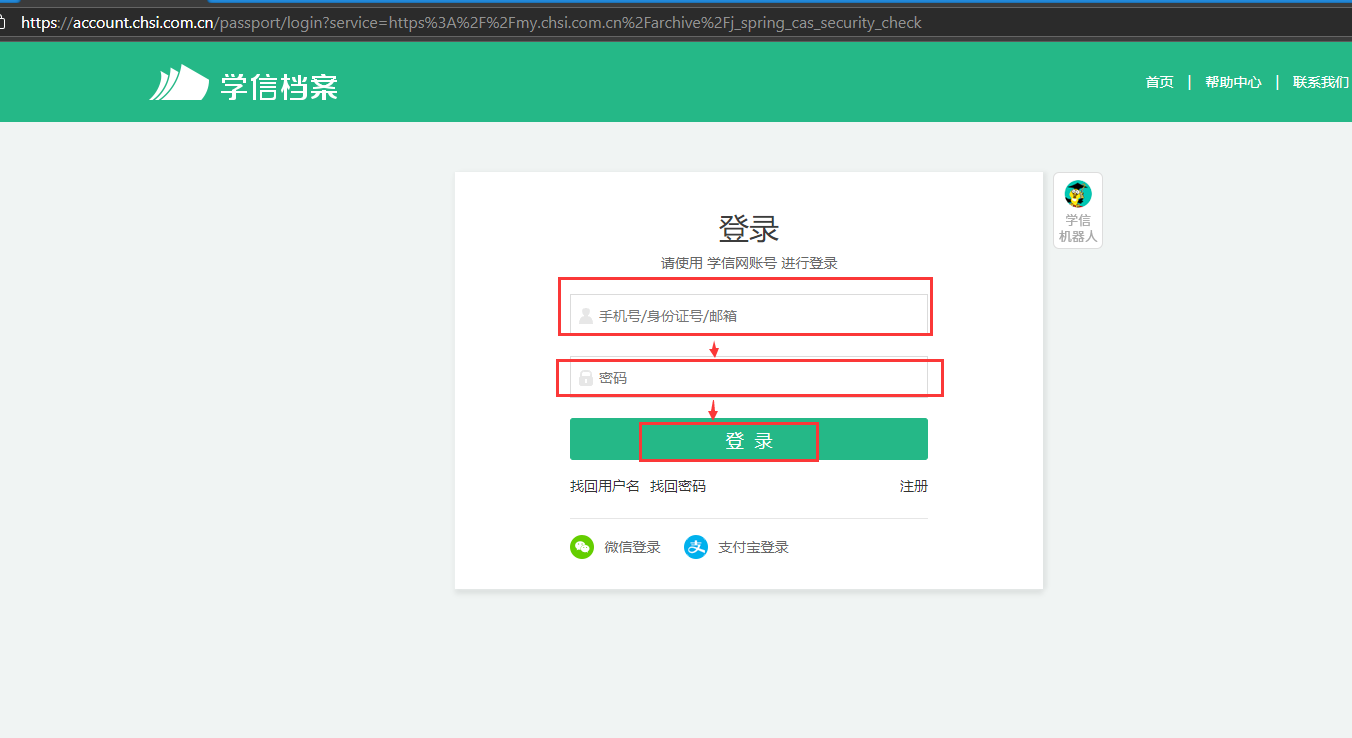 https://account.chsi.com.cn/passport/login?service=https%3A%2F%2Fmy.chsi.com.cn%2Farchive%2Fj_spring_cas_security_check
学信档案
首页 | 帮助中心 | 联系我们
登录
请使用 学信网账号 进行登录
手机号/身份证号/邮箱
密码
登 录
找回用户名 找回密码 注册
微信登录 支付宝登录
学信
机器人